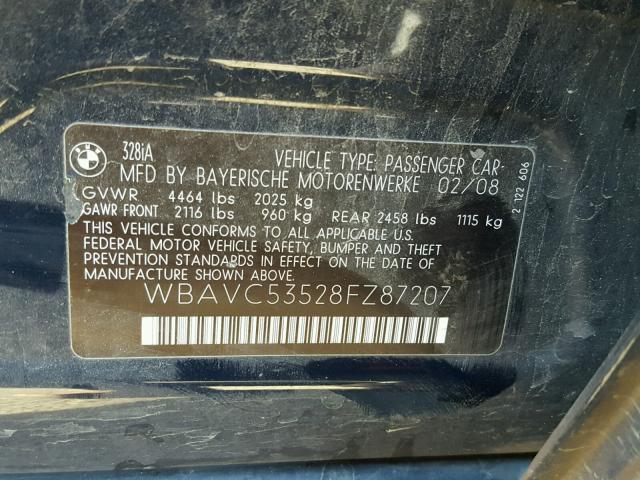 BMW
328iA
VEHICLE TYPE: PASSENGER CAR
MFD BY BAYERISCHE MOTORENWERKE 02/08
GVWR 4464 lbs 2025 kg
GAWR FRONT 2116 lbs 960 kg REAR 2458 lbs 1115 kg
THIS VEHICLE CONFORMS TO ALL APPLICABLE U.S.
FEDERAL MOTOR VEHICLE SAFETY, BUMPER AND THEFT
PREVENTION STANDARDS IN EFFECT ON THE DATE OF
MANUFACTURE SHOWN ABOVE
WBAVC53528FZ87207
2 122 606